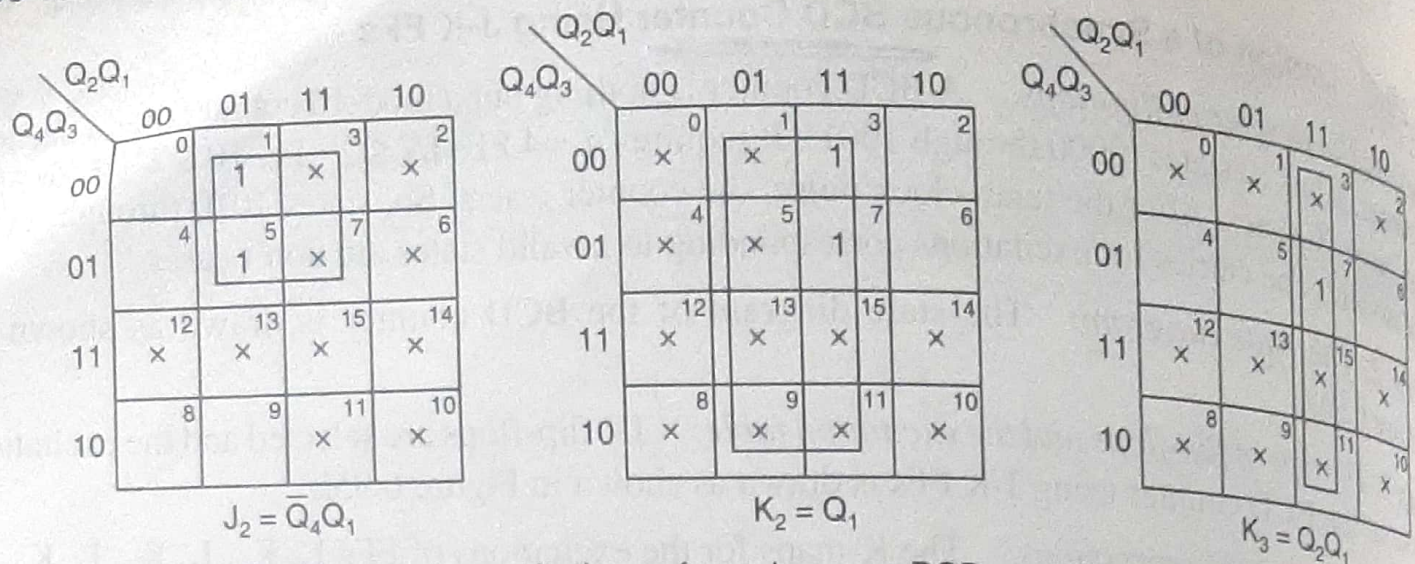 Q₂Q₁
Q₄Q₃ 00 01 11 10
0 1 3 2
00 1 × ×
4 5 7 6
01 1 × ×
12 13 15 14
11 × × × ×
8 9 11 10
10 × ×
J₂ = Q̅₄Q₁
Q₂Q₁
Q₄Q₃ 00 01 11 10
0 1 3 2
00 × × 1
4 5 7 6
01 × × 1
12 13 15 14
11 × × × ×
8 9 11 10
10 × × × ×
K₂ = Q₁
Q₂Q₁
Q₄Q₃ 00 01 11 10
0 1 3 2
00 × × × ×
4 5 7 6
01 1
12 13 15 14
11 × × × ×
8 9 11 10
10 × × × ×
K₃ = Q₂Q₁